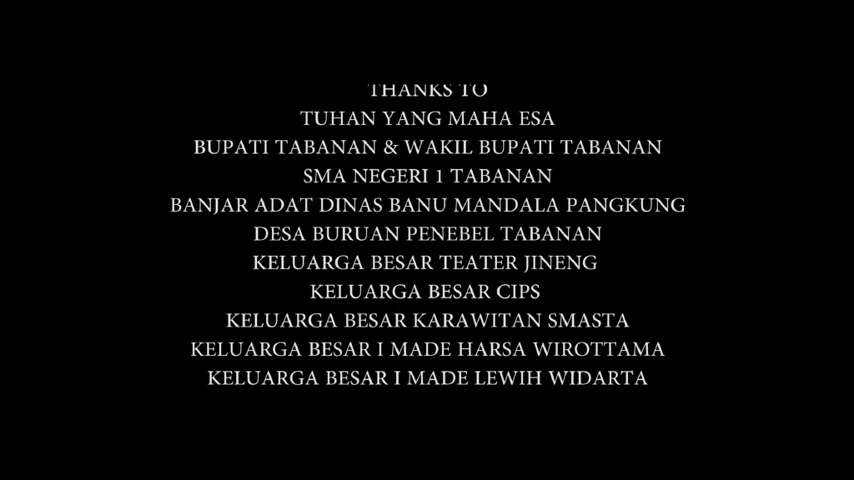 THANKS TO
TUHAN YANG MAHA ESA
BUPATI TABANAN & WAKIL BUPATI TABANAN
SMA NEGERI 1 TABANAN
BANJAR ADAT DINAS BANU MANDALA PANGKUNG
DESA BURUAN PENEBEL TABANAN
KELUARGA BESAR TEATER JINENG
KELUARGA BESAR CIPS
KELUARGA BESAR KARAWITAN SMASTA
KELUARGA BESAR I MADE HARSA WIROTTAMA
KELUARGA BESAR I MADE LEWIH WIDARTA